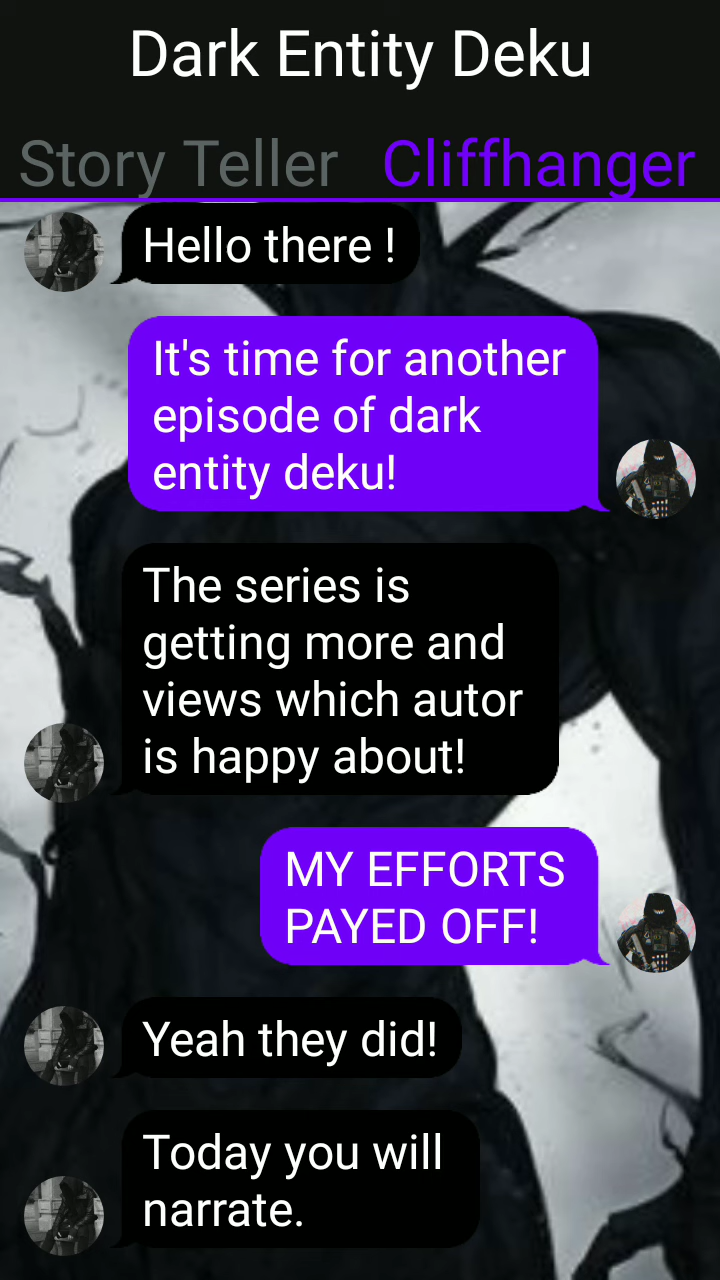 Dark Entity Deku
Story Teller Cliffhanger
Hello there !
It's time for another
episode of dark
entity deku!
The series is
getting more and
views which autor
is happy about!
MY EFFORTS
PAYED OFF!
Yeah they did!
Today you will
narrate.